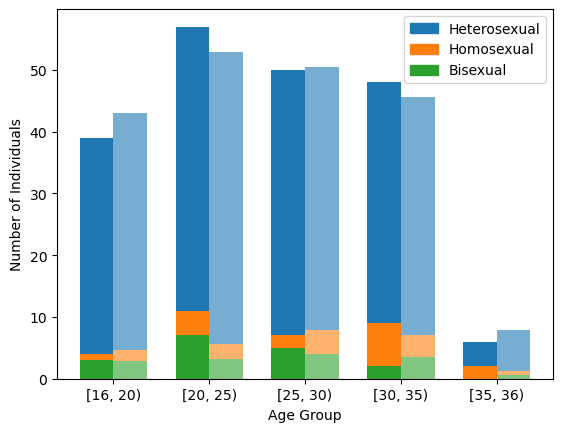 Heterosexual
Homosexual
Bisexual
Number of Individuals
50
40
30
20
10
0
[16, 20)
[20, 25)
[25, 30)
[30, 35)
[35, 36)
Age Group